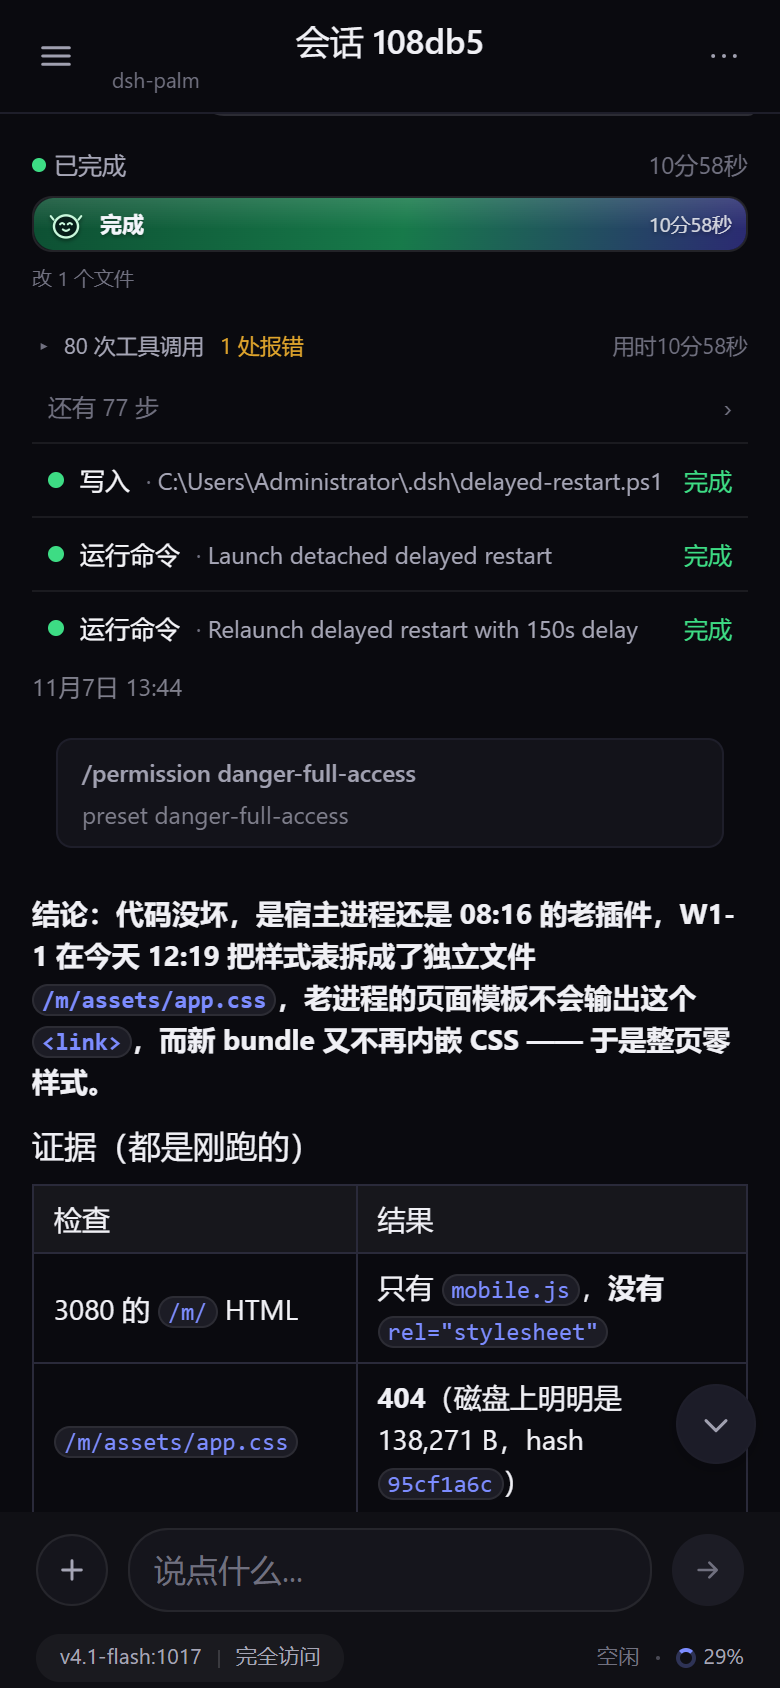 会话 108db5
dsh-palm
已完成 10分58秒
完成 10分58秒
改 1 个文件
80 次工具调用 1 处报错 用时10分58秒
还有 77 步
写入 · C:\Users\Administrator\.dsh\delayed-restart.ps1 完成
运行命令 · Launch detached delayed restart 完成
运行命令 · Relaunch delayed restart with 150s delay 完成
11月7日 13:44
/permission danger-full-access
preset danger-full-access
结论：代码没坏，是宿主进程还是 08:16 的老插件，W1-
1 在今天 12:19 把样式表拆成了独立文件
/m/assets/app.css，老进程的页面模板不会输出这个
<link>，而新 bundle 又不再内嵌 CSS —— 于是整页零
样式。
证据（都是刚跑的）
检查 结果
3080 的 /m/ HTML
只有 mobile.js，没有
rel="stylesheet"
/m/assets/app.css
404（磁盘上明明是
138,271 B，hash
95cf1a6c）
说点什么...
v4.1-flash:1017 | 完全访问 空闲 · 29%